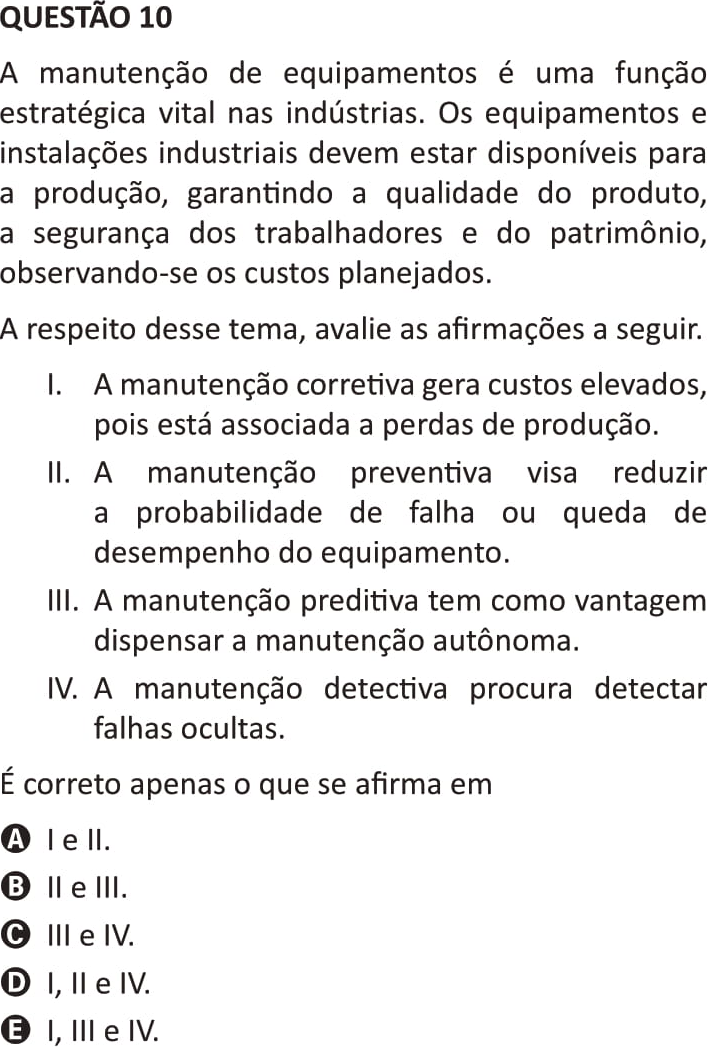 QUESTÃO 10
A manutenção de equipamentos é uma função
estratégica vital nas indústrias. Os equipamentos e
instalações industriais devem estar disponíveis para
a produção, garantindo a qualidade do produto,
a segurança dos trabalhadores e do patrimônio,
observando-se os custos planejados.
A respeito desse tema, avalie as afirmações a seguir.
I. A manutenção corretiva gera custos elevados,
pois está associada a perdas de produção.
II. A manutenção preventiva visa reduzir
a probabilidade de falha ou queda de
desempenho do equipamento.
III. A manutenção preditiva tem como vantagem
dispensar a manutenção autônoma.
IV. A manutenção detectiva procura detectar
falhas ocultas.
É correto apenas o que se afirma em
A I e II.
B II e III.
C III e IV.
D I, II e IV.
E I, III e IV.